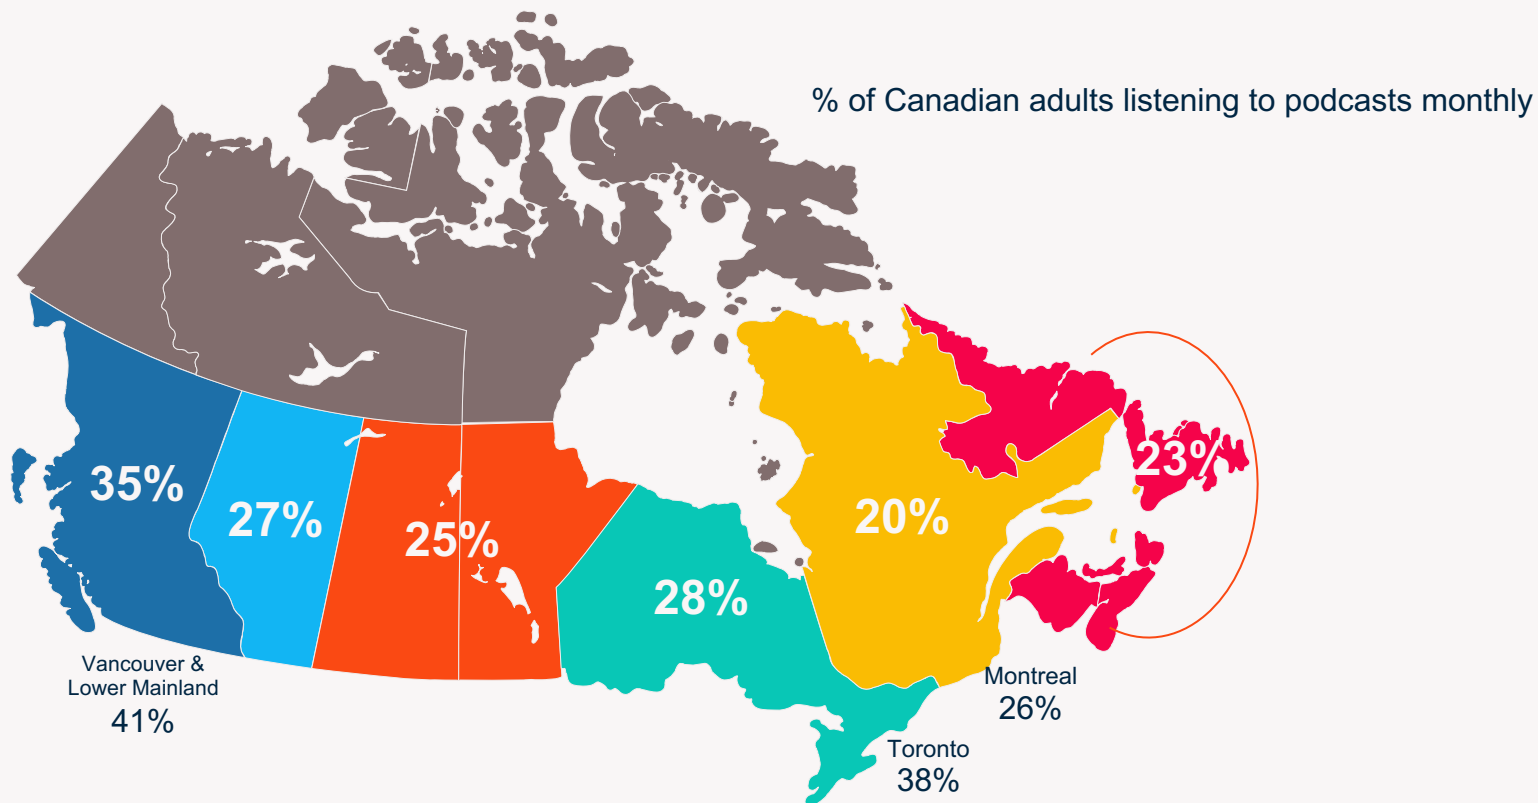 % of Canadian adults listening to podcasts monthly
35%
27%
25%
28%
20%
23%
Vancouver &
Lower Mainland
41%
Montreal
26%
Toronto
38%